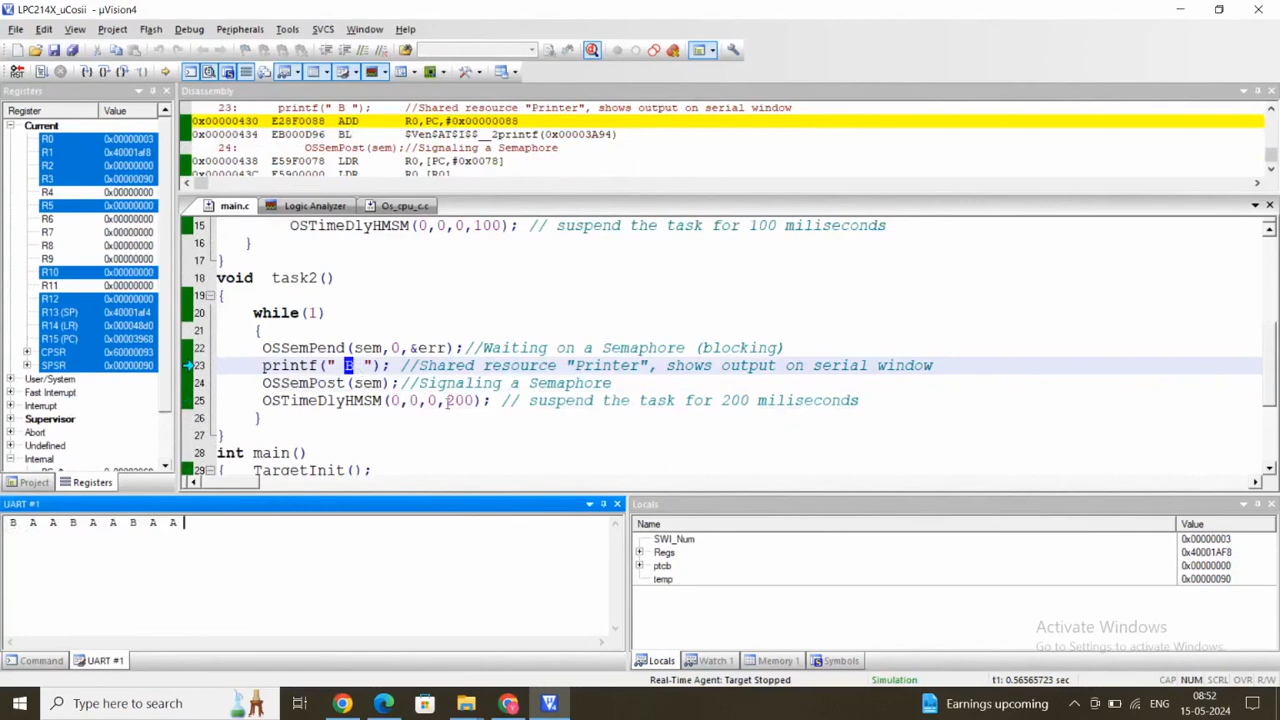 LPC214X_uCosii - µVision4
File Edit View Project Flash Debug Peripherals Tools SVCS Window Help
Registers
Register Value
Current
R0 0x00000003
R1 0x40001af8
R2 0x00000000
R3 0x00000090
R4 0x00000000
R5 0x00000000
R6 0x00000000
R7 0x00000000
R8 0x00000000
R9 0x00000000
R10 0x00000000
R11 0x00000000
R12 0x00000000
R13 (SP) 0x40001af4
R14 (LR) 0x000048d0
R15 (PC) 0x00003968
CPSR 0x60000093
SPSR 0x00000090
User/System
Fast Interrupt
Interrupt
Supervisor
Abort
Undefined
Internal
Project Registers
Disassembly
23: printf(" B "); //Shared resource "Printer", shows output on serial window
0x00000430 E28F0088 ADD R0,PC,#0x00000088
0x00000434 EB000D96 BL $Ven$AT$I$$__2printf(0x00003A94)
24: OSSemPost(sem);//Signaling a Semaphore
0x00000438 E59F0078 LDR R0,[PC,#0x0078]
0x0000043C E5900000 LDR R0,[R0]
main.c Logic Analyzer Os_cpu_c.c
15 OSTimeDlyHMSM(0,0,0,100); // suspend the task for 100 miliseconds
16 }
17 }
18 void task2()
19 {
20 while(1)
21 {
22 OSSemPend(sem,0,&err);//Waiting on a Semaphore (blocking)
23 printf(" B "); //Shared resource "Printer", shows output on serial window
24 OSSemPost(sem);//Signaling a Semaphore
25 OSTimeDlyHMSM(0,0,0,200); // suspend the task for 200 miliseconds
26 }
27 }
28 int main()
29 { TargetInit();
UART #1
B A A B A A B A A
Command UART #1
Locals
Name Value
SWI_Num 0x00000003
Regs 0x40001AF8
ptcb 0x00000000
temp 0x00000090
Activate Windows
Go to Settings to activate Windows.
Locals Watch 1 Memory 1 Symbols
Real-Time Agent: Target Stopped Simulation t1: 0.56565723 sec CAP NUM SCRL OVR R/W
Type here to search
Earnings upcoming
ENG
08:52
15-05-2024